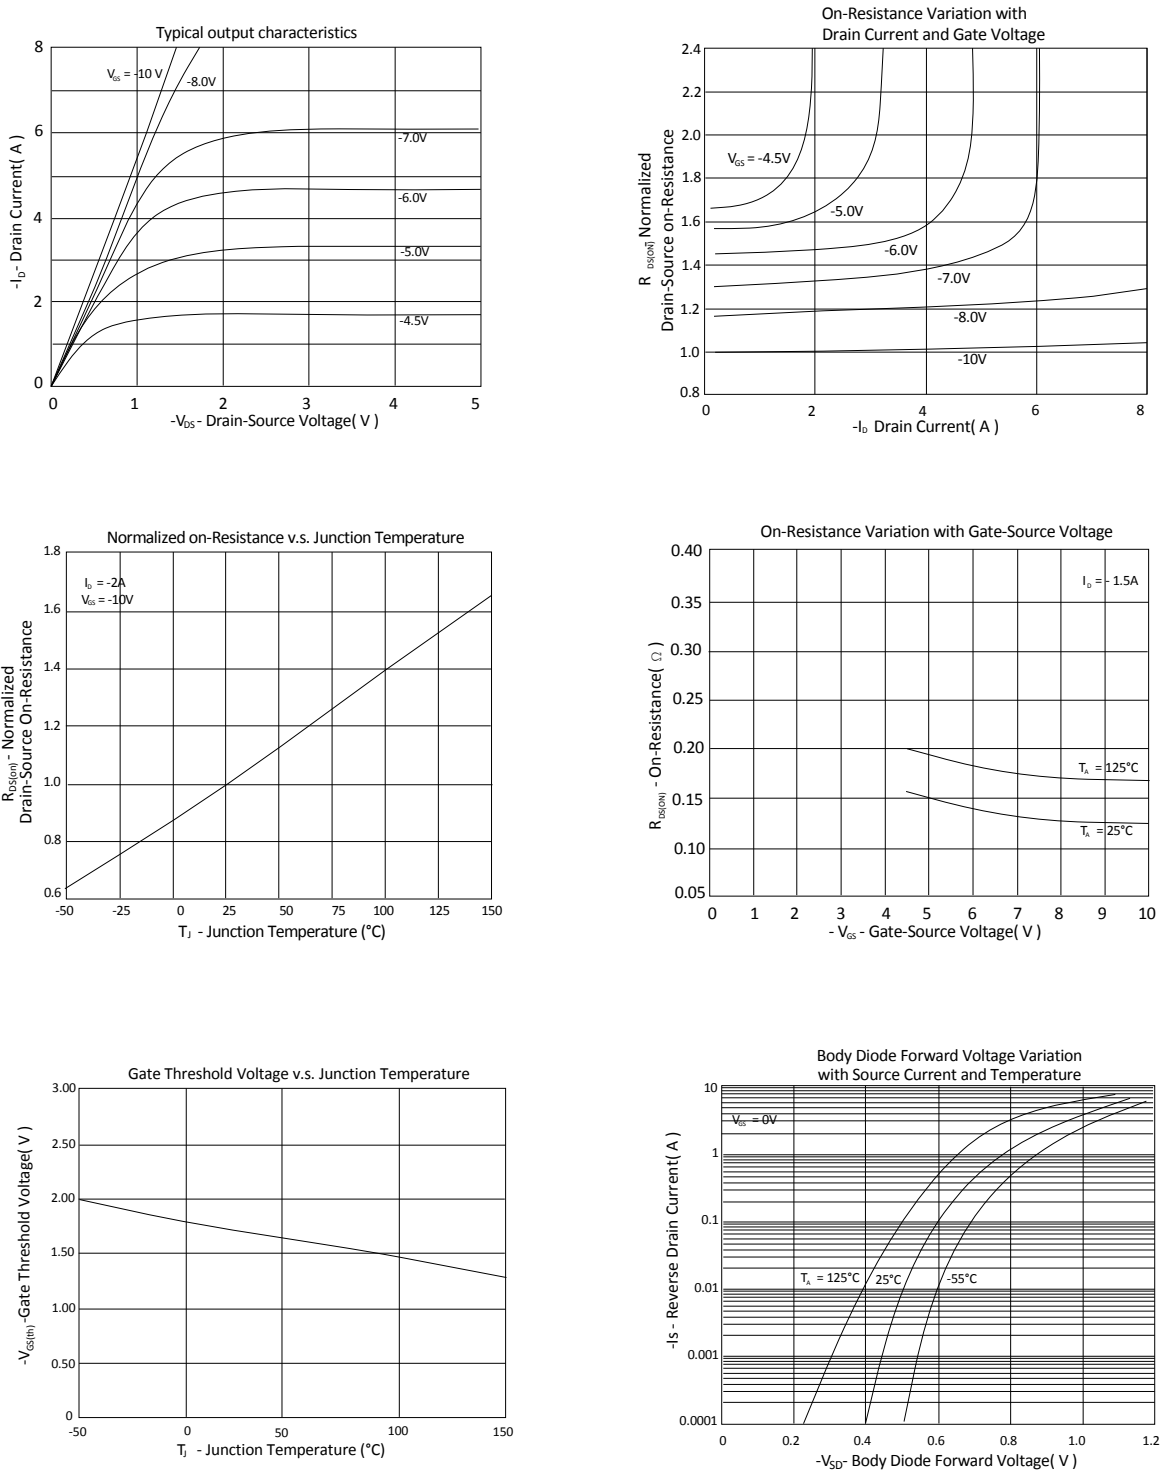 Typical output characteristics
8
6
4
2
0
-I_D- Drain Current( A )
V_GS = -10 V
-8.0V
-7.0V
-6.0V
-5.0V
-4.5V
0 1 2 3 4 5
-V_DS - Drain-Source Voltage( V )
On-Resistance Variation with
Drain Current and Gate Voltage
2.4
2.2
2.0
1.8
1.6
1.4
1.2
1.0
0.8
R DS(ON) Normalized
Drain-Source on-Resistance
V_GS = -4.5V
-5.0V
-6.0V
-7.0V
-8.0V
-10V
0 2 4 6 8
-I_D Drain Current( A )
Normalized on-Resistance v.s. Junction Temperature
1.8
1.6
1.4
1.2
1.0
0.8
0.6
R_DS(on) - Normalized
Drain-Source On-Resistance
I_D = -2A
V_GS = -10V
-50 -25 0 25 50 75 100 125 150
T_J - Junction Temperature (°C)
On-Resistance Variation with Gate-Source Voltage
0.40
0.35
0.30
0.25
0.20
0.15
0.10
0.05
R_DS(ON) - On-Resistance( Ω )
I_D = - 1.5A
T_A = 125°C
T_A = 25°C
0 1 2 3 4 5 6 7 8 9 10
- V_GS - Gate-Source Voltage( V )
Gate Threshold Voltage v.s. Junction Temperature
3.00
2.50
2.00
1.50
1.00
0.50
0
-V_GS(th) -Gate Threshold Voltage( V )
-50 0 50 100 150
T_J - Junction Temperature (°C)
Body Diode Forward Voltage Variation
with Source Current and Temperature
10
1
0.1
0.01
0.001
0.0001
-Is - Reverse Drain Current( A )
V_GS = 0V
T_A = 125°C
25°C
-55°C
0 0.2 0.4 0.6 0.8 1.0 1.2
-V_SD- Body Diode Forward Voltage( V )